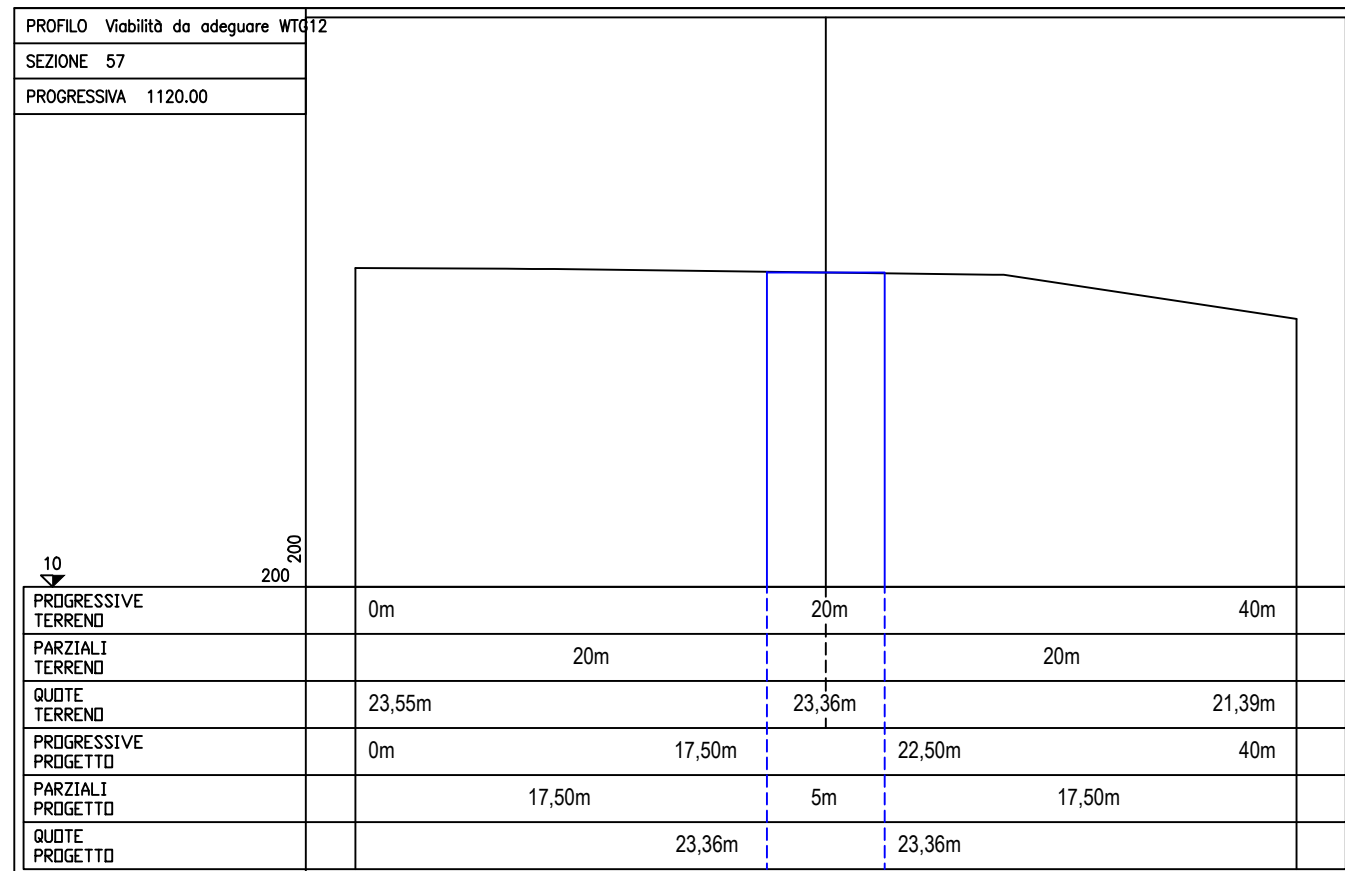 PROFILO Viabilità da adeguare WTG12
SEZIONE 57
PROGRESSIVA 1120.00
200
10
200
PROGRESSIVE
TERRENO
0m 20m 40m
PARZIALI
TERRENO
20m 20m
QUOTE
TERRENO
23,55m 23,36m 21,39m
PROGRESSIVE
PROGETTO
0m 17,50m 22,50m 40m
PARZIALI
PROGETTO
17,50m 5m 17,50m
QUOTE
PROGETTO
23,36m 23,36m